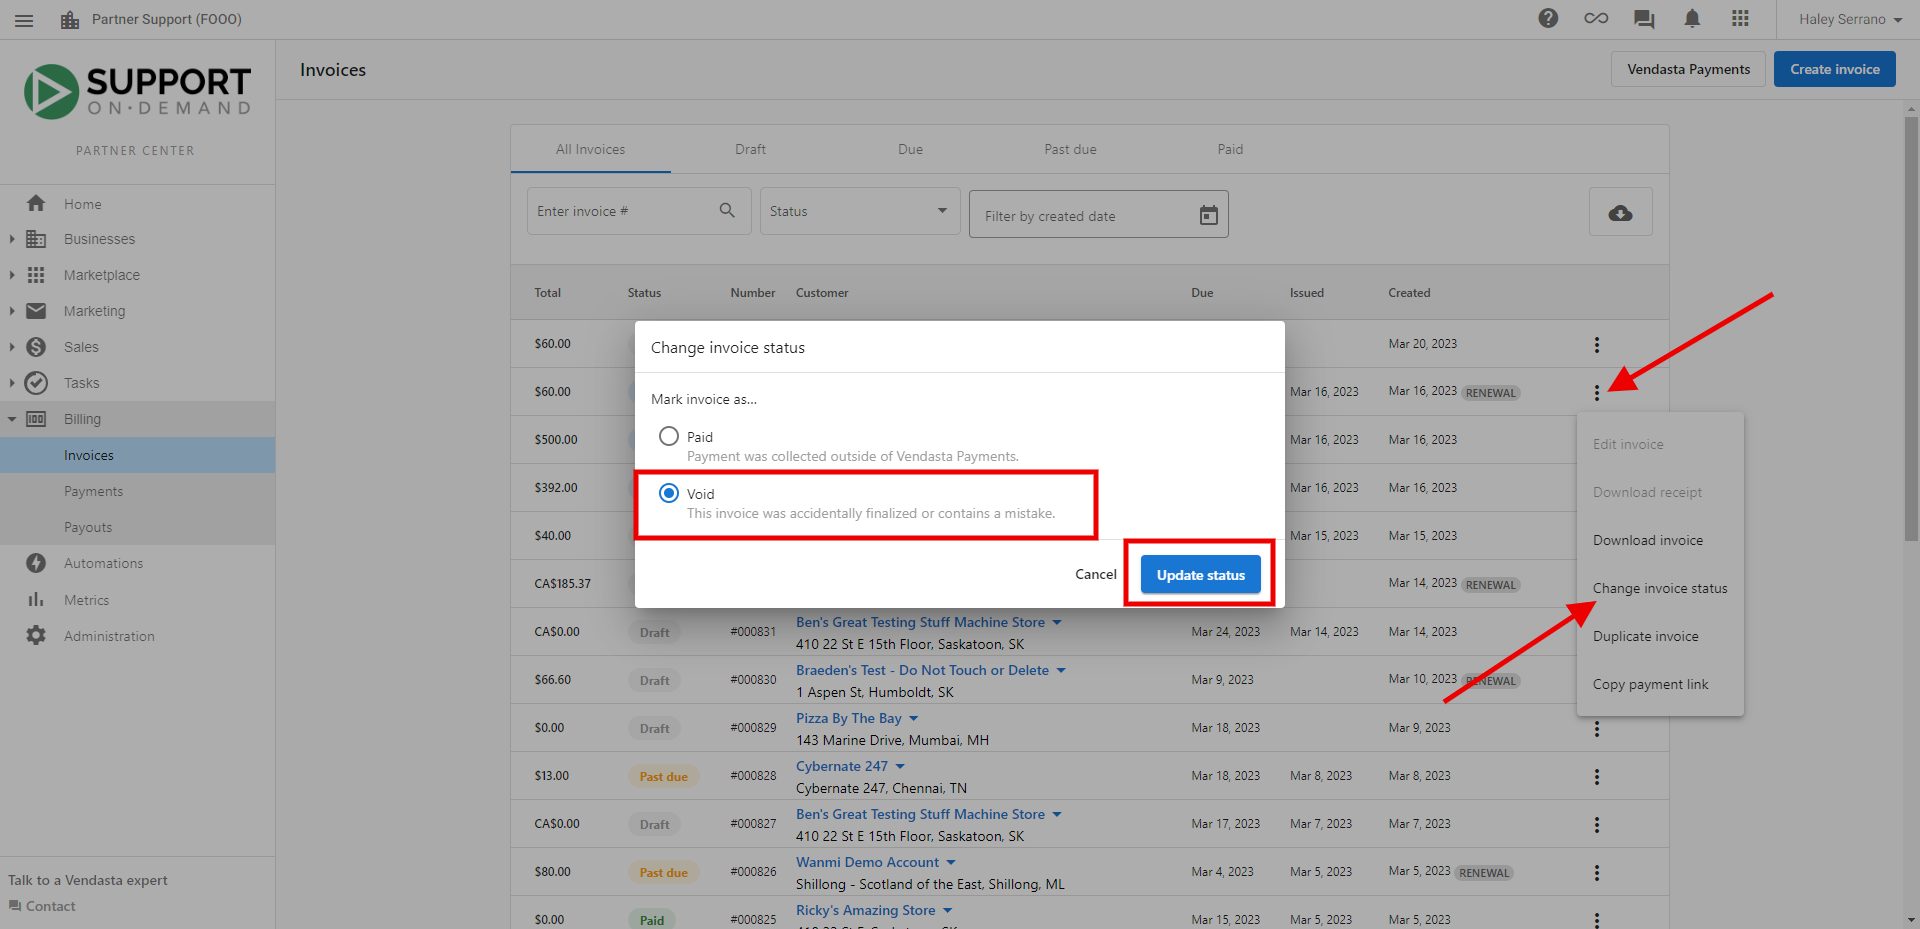 Partner Support (FOOO)
Haley Serrano
SUPPORT
ON·DEMAND
PARTNER CENTER
Home
Businesses
Marketplace
Marketing
Sales
Tasks
Billing
Invoices
Payments
Payouts
Automations
Metrics
Administration
Talk to a Vendasta expert
Contact
Invoices
Vendasta Payments
Create invoice
All Invoices
Draft
Due
Past due
Paid
Enter invoice #
Status
Filter by created date
Total Status Number Customer Due Issued Created
$60.00 Mar 20, 2023
$60.00 Mar 16, 2023 Mar 16, 2023 RENEWAL
$500.00 Mar 16, 2023 Mar 16, 2023
$392.00 Mar 16, 2023 Mar 16, 2023
$40.00 Mar 15, 2023 Mar 15, 2023
CA$185.37 Mar 14, 2023 RENEWAL
Change invoice status
Mark invoice as...
Paid
Payment was collected outside of Vendasta Payments.
Void
This invoice was accidentally finalized or contains a mistake.
Cancel
Update status
Edit invoice
Download receipt
Download invoice
Change invoice status
Duplicate invoice
Copy payment link
CA$0.00 Draft #000831 Ben's Great Testing Stuff Machine Store Mar 24, 2023 Mar 14, 2023 Mar 14, 2023
410 22 St E 15th Floor, Saskatoon, SK
$66.60 Draft #000830 Braeden's Test - Do Not Touch or Delete Mar 9, 2023 Mar 10, 2023 RENEWAL
1 Aspen St, Humboldt, SK
$0.00 Draft #000829 Pizza By The Bay Mar 18, 2023 Mar 9, 2023
143 Marine Drive, Mumbai, MH
$13.00 Past due #000828 Cybernate 247 Mar 18, 2023 Mar 8, 2023 Mar 8, 2023
Cybernate 247, Chennai, TN
CA$0.00 Draft #000827 Ben's Great Testing Stuff Machine Store Mar 17, 2023 Mar 7, 2023 Mar 7, 2023
410 22 St E 15th Floor, Saskatoon, SK
$80.00 Past due #000826 Wanmi Demo Account Mar 4, 2023 Mar 5, 2023 Mar 5, 2023 RENEWAL
Shillong - Scotland of the East, Shillong, ML
$0.00 Paid #000825 Ricky's Amazing Store Mar 15, 2023 Mar 5, 2023 Mar 5, 2023